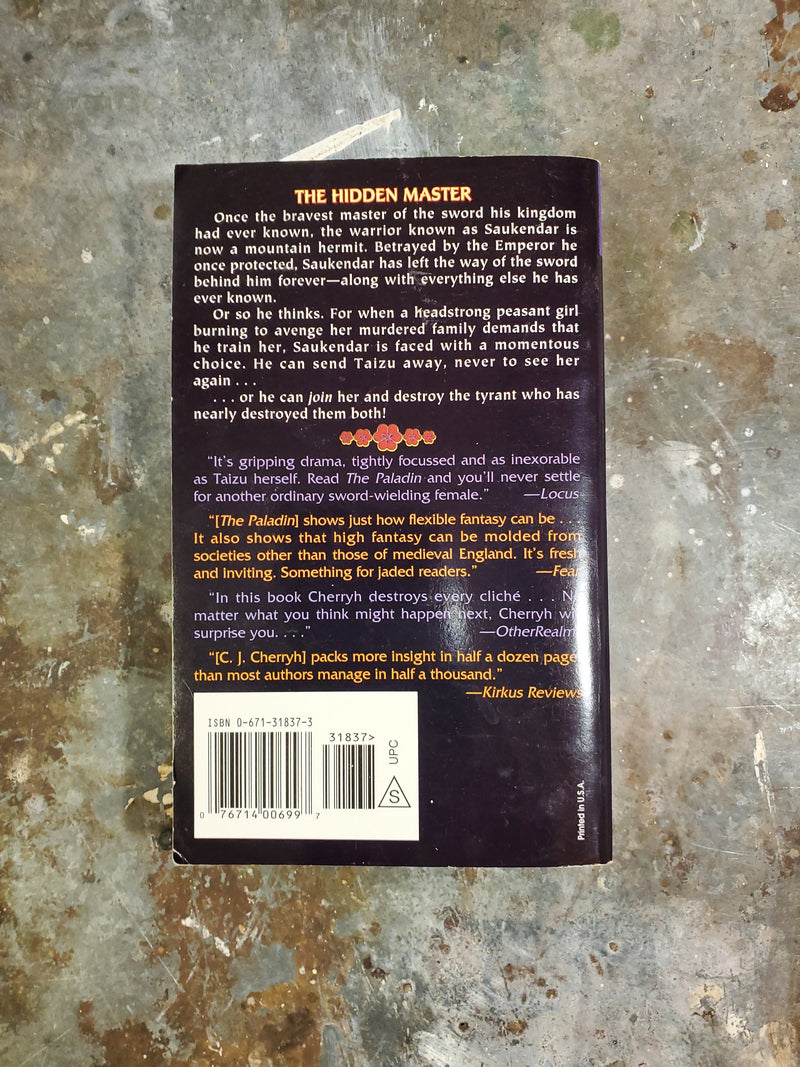 THE HIDDEN MASTER
Once the bravest master of the sword his kingdom
had ever known, the warrior known as Saukendar is
now a mountain hermit. Betrayed by the Emperor he
once protected, Saukendar has left the way of the sword
behind him forever—along with everything else he has
ever known.
Or so he thinks. For when a headstrong peasant girl
burning to avenge her murdered family demands that
he train her, Saukendar is faced with a momentous
choice. He can send Taizu away, never to see her
again . . .
. . . or he can join her and destroy the tyrant who has
nearly destroyed them both!
"It's gripping drama, tightly focussed and as inexorable
as Taizu herself. Read The Paladin and you'll never settle
for another ordinary sword-wielding female." —Locus
"[The Paladin] shows just how flexible fantasy can be . . .
It also shows that high fantasy can be molded from
societies other than those of medieval England. It's fresh
and inviting. Something for jaded readers." —Fear
"In this book Cherryh destroys every cliché . . . N
matter what you think might happen next, Cherryh wi
surprise you. . . ." —OtherRealm
"[C. J. Cherryh] packs more insight in half a dozen page
than most authors manage in half a thousand."
—Kirkus Reviews
ISBN 0-671-31837-3
31837>
UPC
S
0 76714 00699 7
Printed in U.S.A.